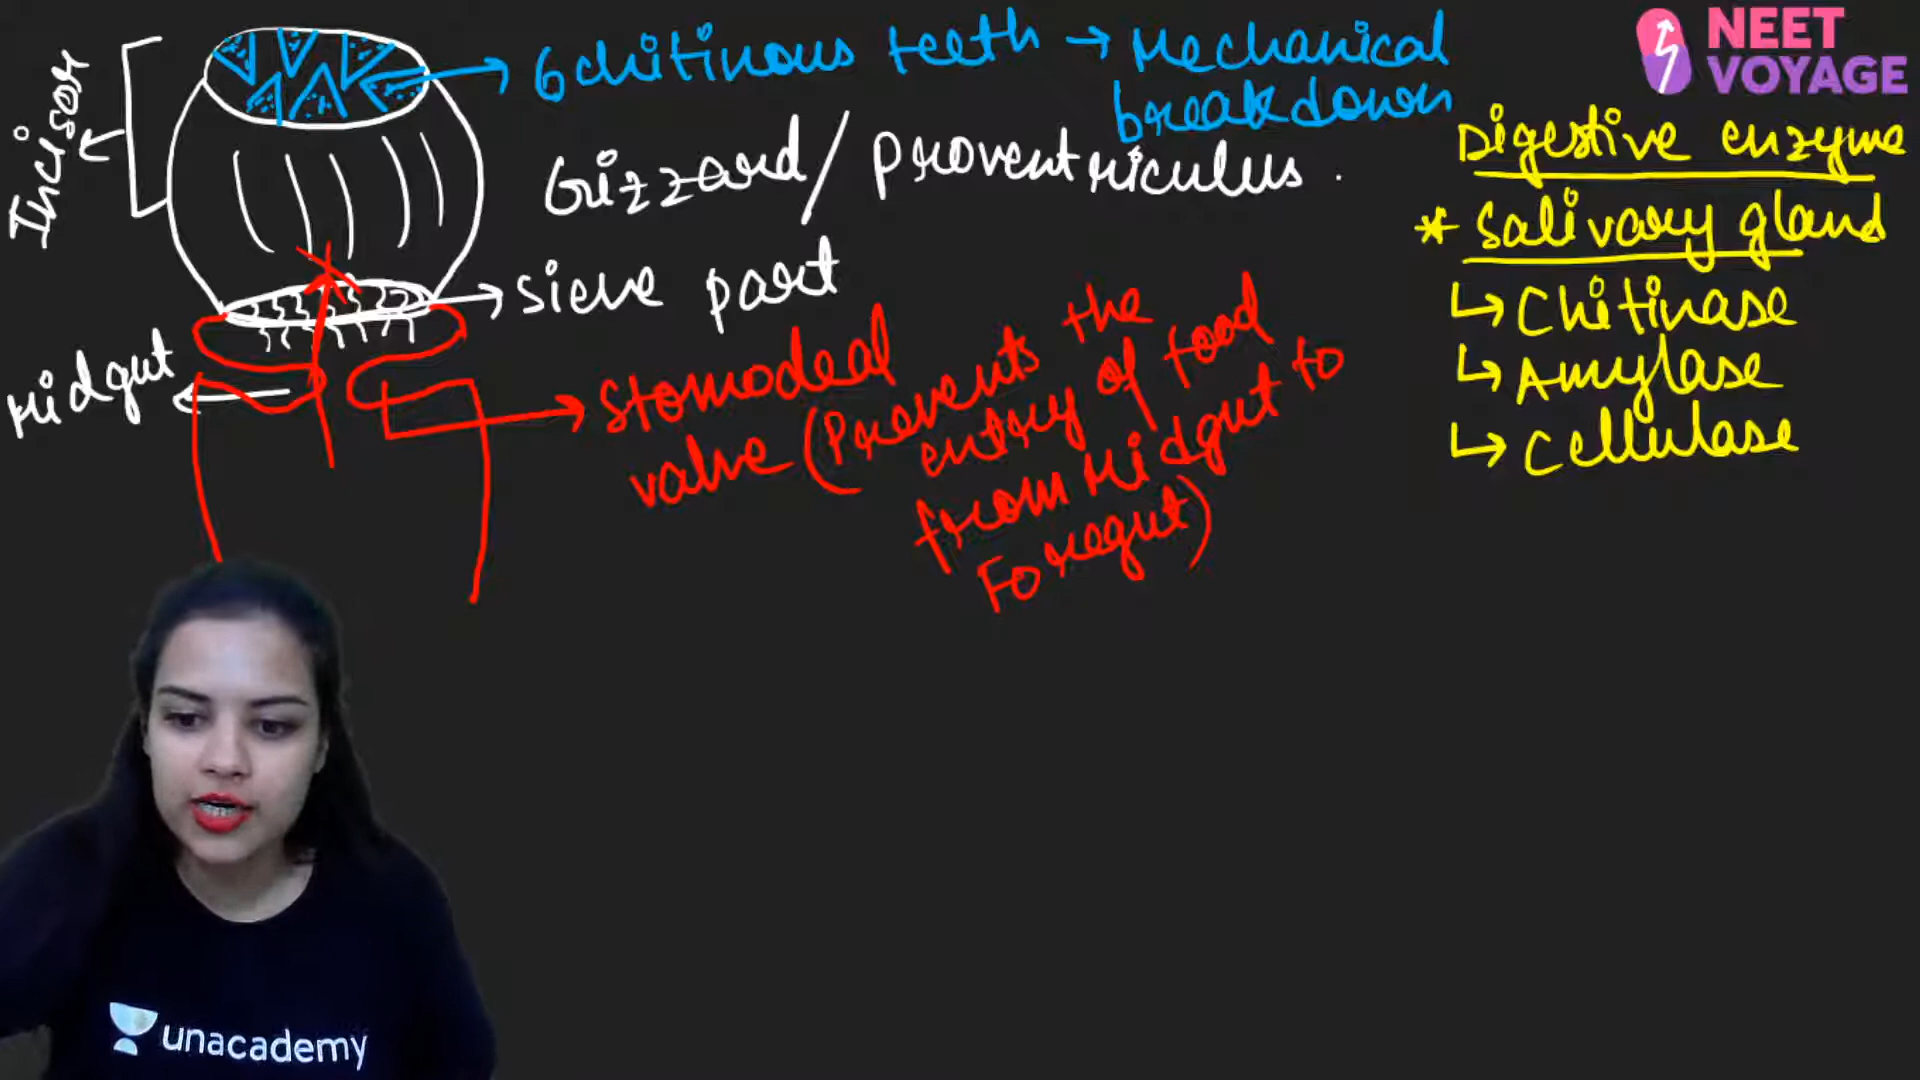 6 chitinous teeth → Mechanical
breakdown
Incisor
Gizzard/Proventriculus.
sieve part
Midgut
Stomodeal
valve (Prevents the
entry of food
from Midgut to
Foregut)
NEET
VOYAGE
Digestive enzyme
* Salivary gland
↳ Chitinase
↳ Amylase
↳ Cellulase
unacademy